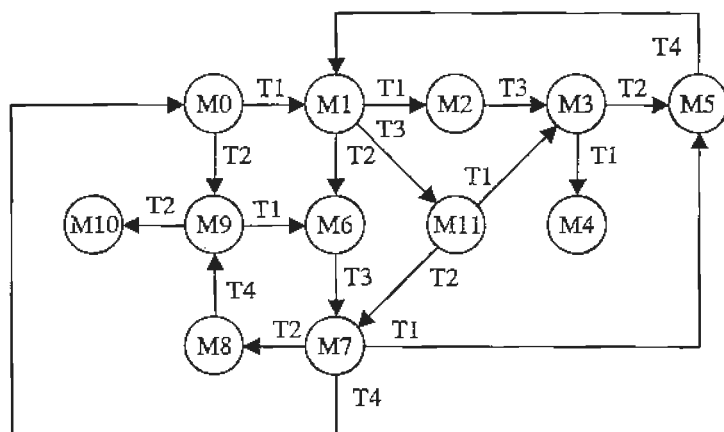 T4
M0 T1 M1 T1 M2 T3 M3 T2 M5
T3
T2 T2 T1 T1
M10 T2 M9 T1 M6 M11 M4
T4 T3 T2
M8 T2 M7 T1
T4